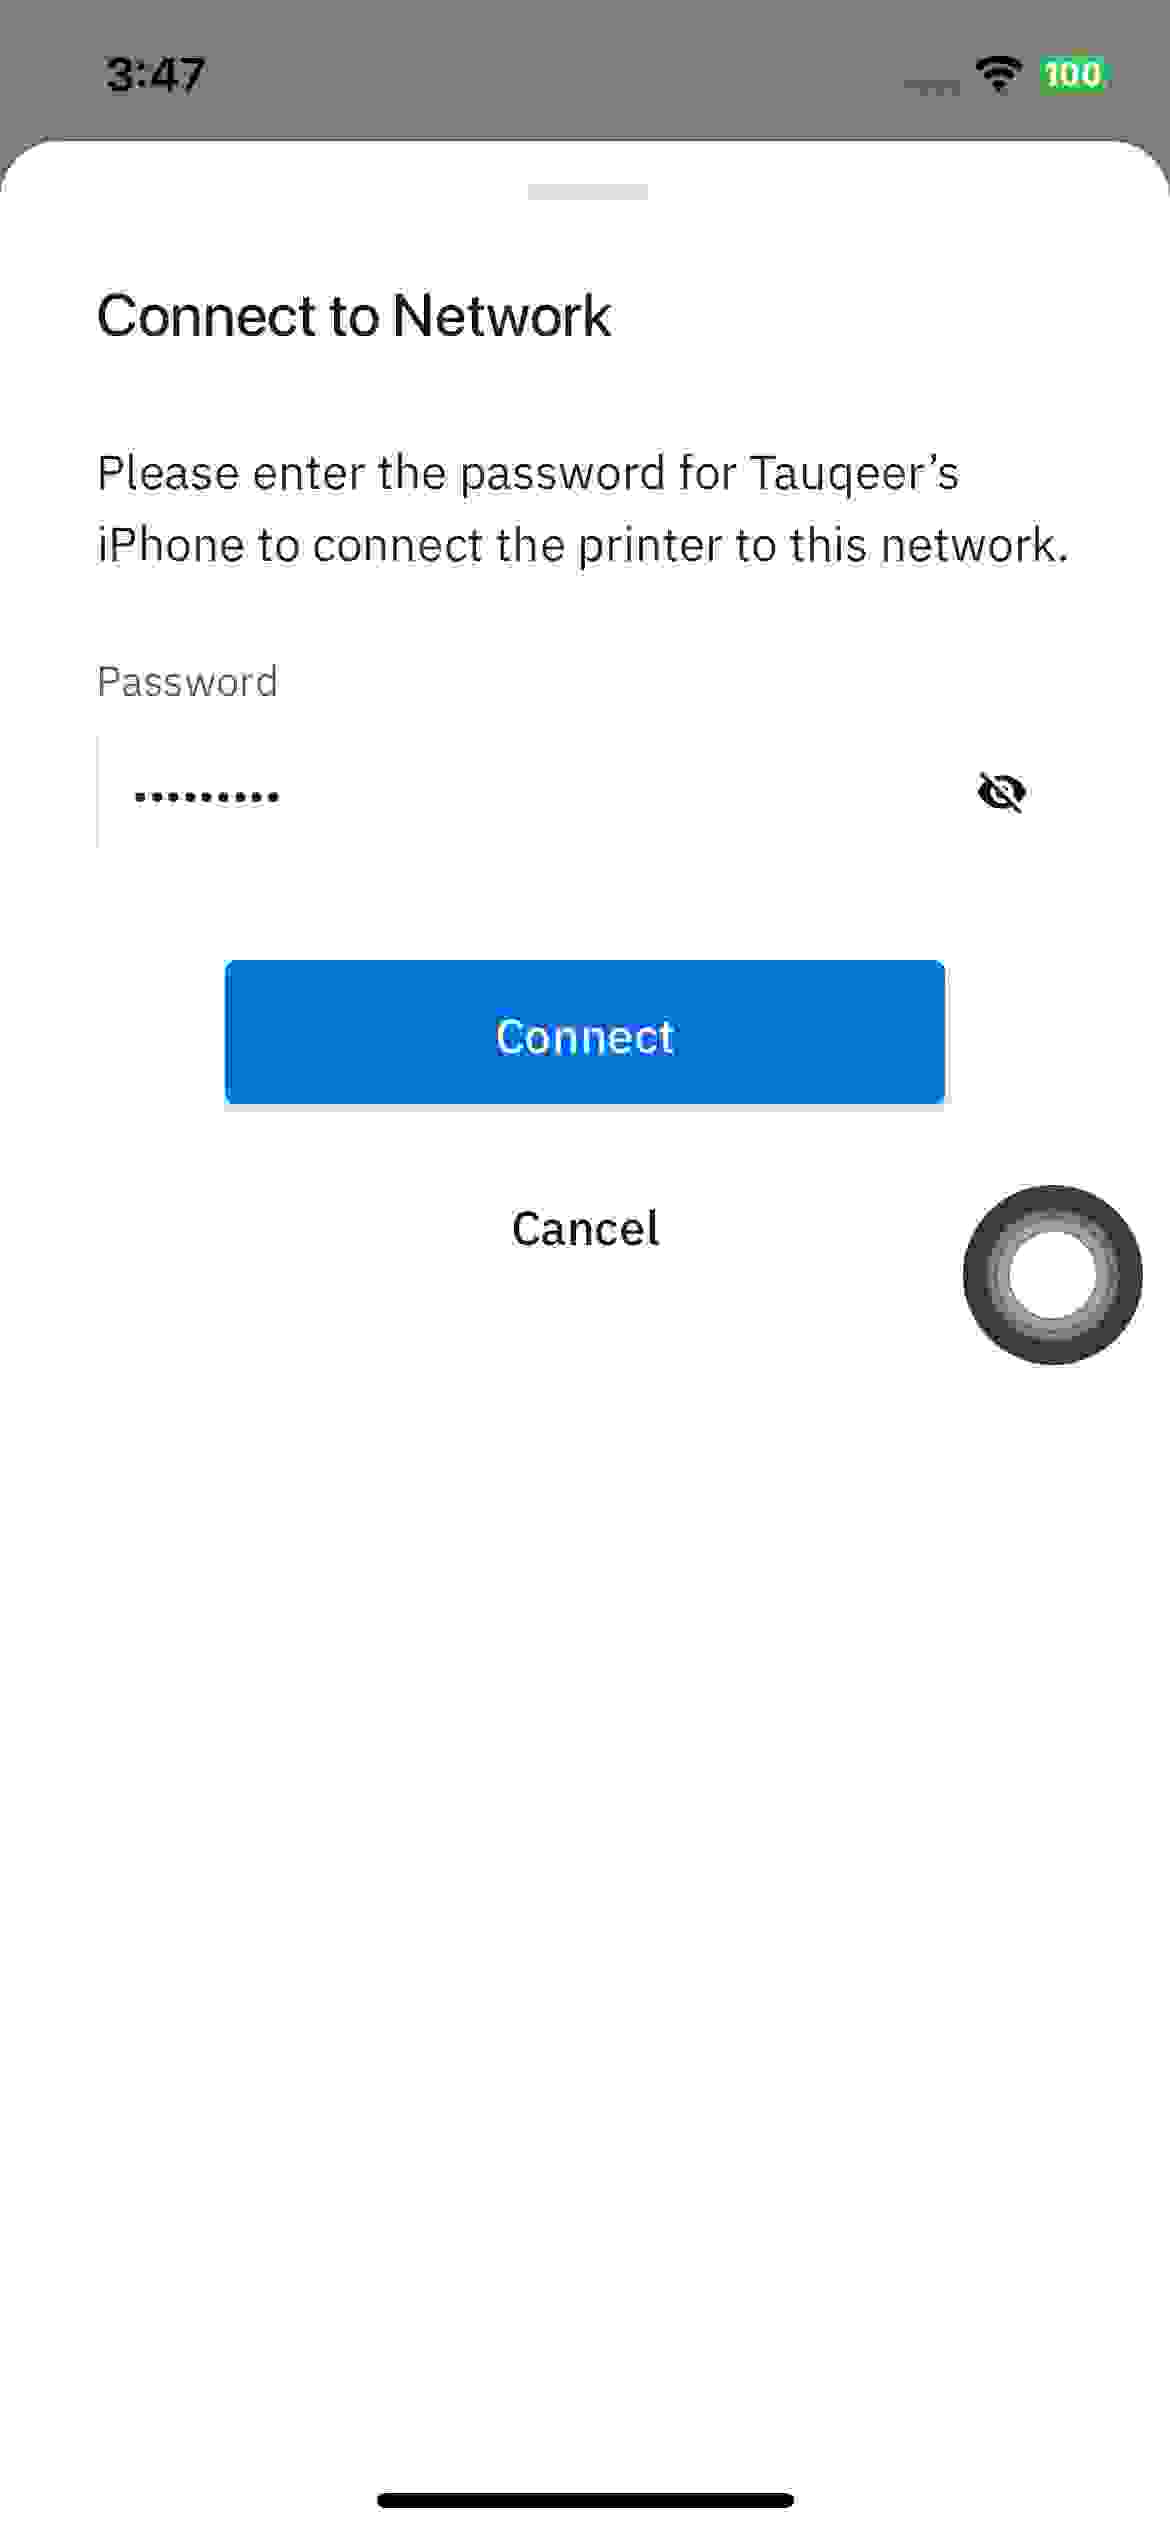 3:47
100
Connect to Network
Please enter the password for Tauqeer’s
iPhone to connect the printer to this network.
Password
•••••••••
Connect
Cancel